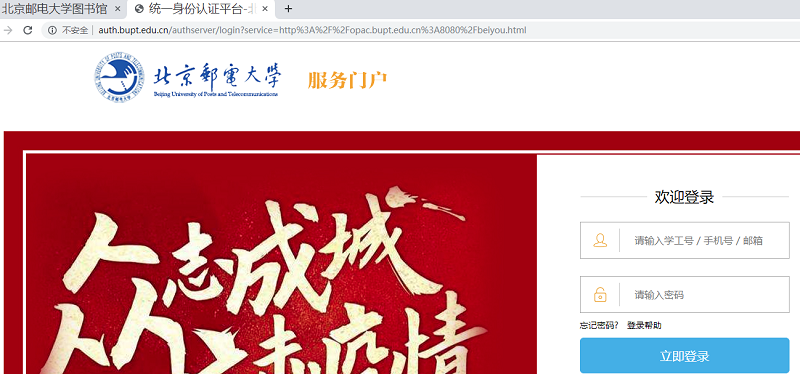 北京邮电大学图书馆
统一身份认证平台-北
不安全 | auth.bupt.edu.cn/authserver/login?service=http%3A%2F%2Fopac.bupt.edu.cn%3A8080%2Fbeiyou.html
北京郵電大學
Beijing University of Posts and Telecommunications
服务门户
欢迎登录
请输入学工号 / 手机号 / 邮箱
请输入密码
忘记密码? 登录帮助
立即登录
众志成城
疫情